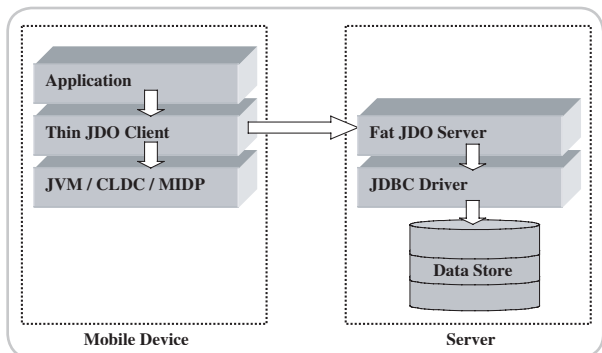 Application
Thin JDO Client
JVM / CLDC / MIDP
Mobile Device
Fat JDO Server
JDBC Driver
Data Store
Server